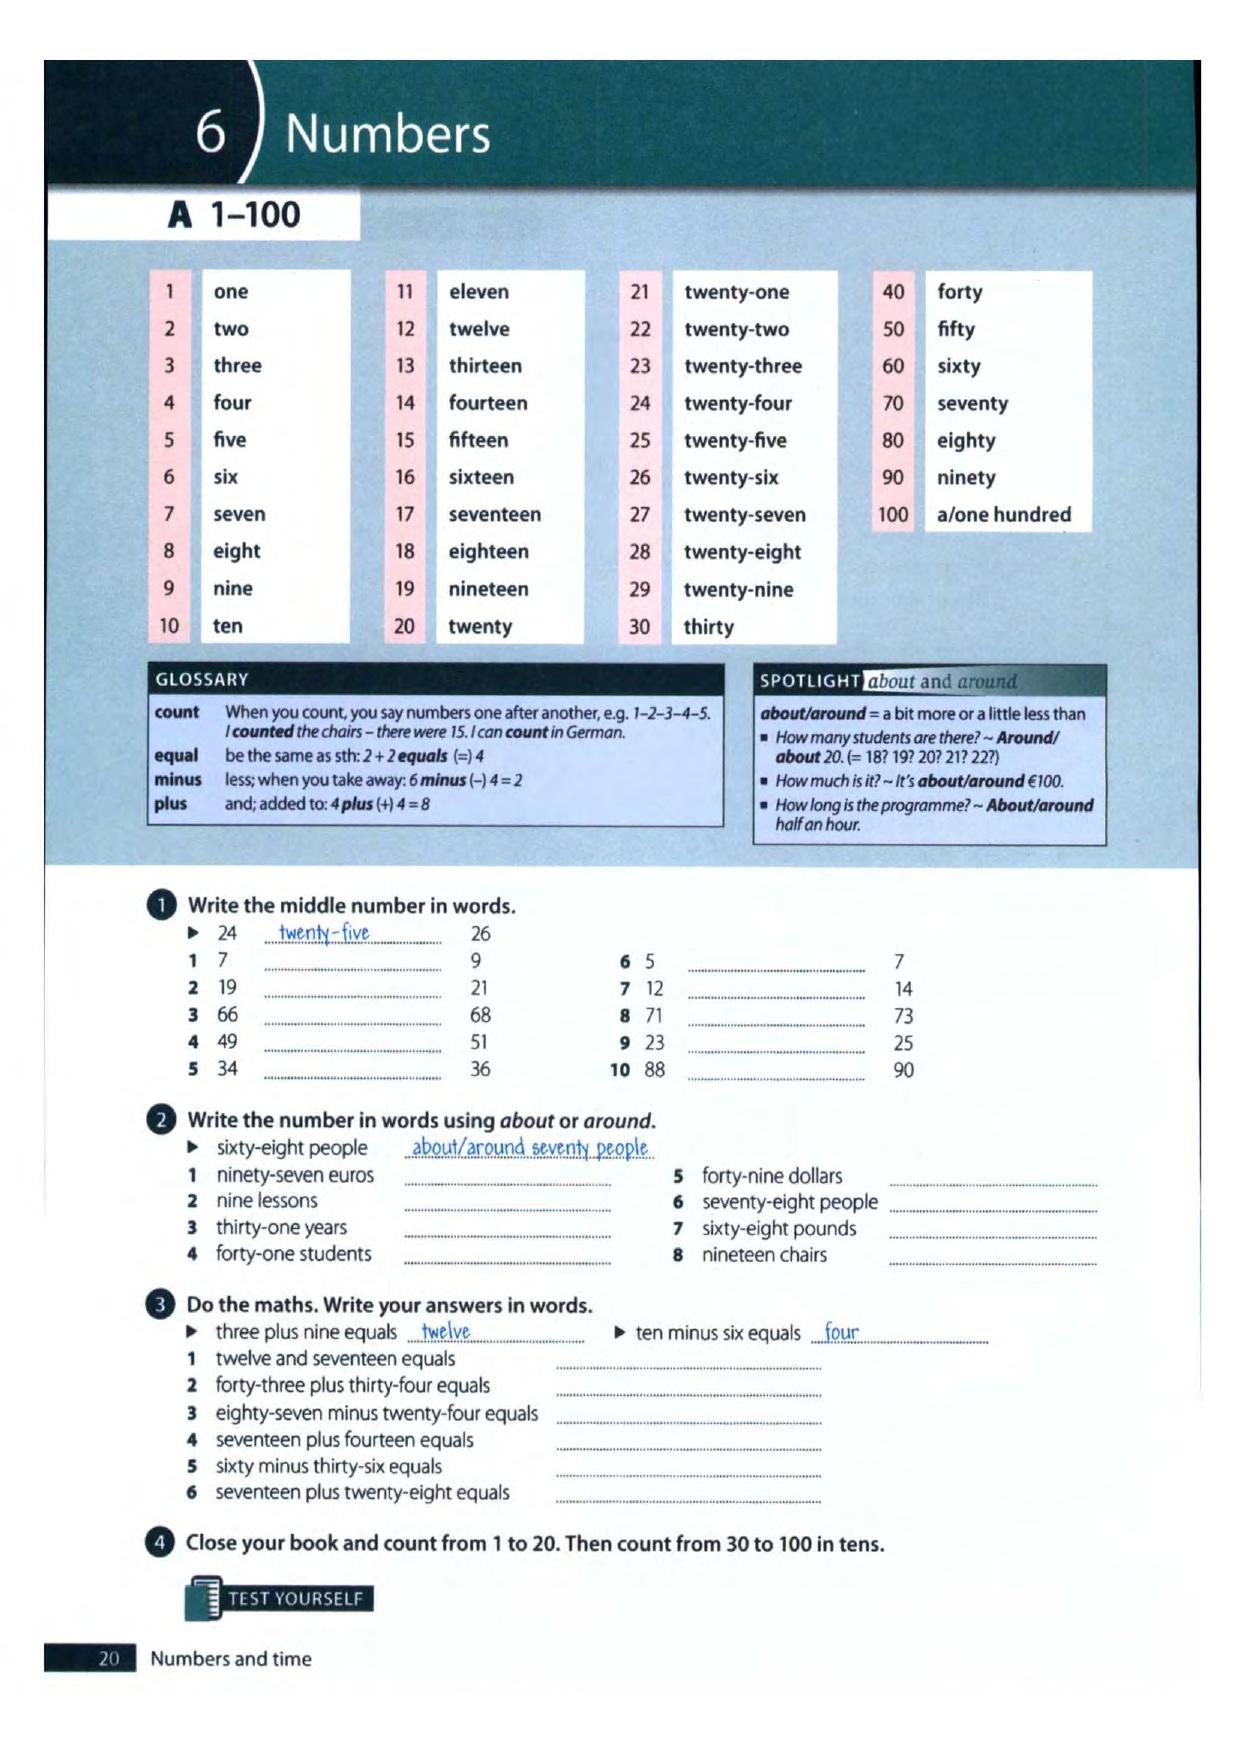 6 Numbers
A 1–100
1 one
2 two
3 three
4 four
5 five
6 six
7 seven
8 eight
9 nine
10 ten
11 eleven
12 twelve
13 thirteen
14 fourteen
15 fifteen
16 sixteen
17 seventeen
18 eighteen
19 nineteen
20 twenty
21 twenty-one
22 twenty-two
23 twenty-three
24 twenty-four
25 twenty-five
26 twenty-six
27 twenty-seven
28 twenty-eight
29 twenty-nine
30 thirty
40 forty
50 fifty
60 sixty
70 seventy
80 eighty
90 ninety
100 a/one hundred
GLOSSARY
count When you count, you say numbers one after another, e.g. 1–2–3–4–5.
I counted the chairs – there were 15. I can count in German.
equal be the same as sth: 2 + 2 equals (=) 4
minus less; when you take away: 6 minus (–) 4 = 2
plus and; added to: 4 plus (+) 4 = 8
SPOTLIGHT about and around
about/around = a bit more or a little less than
▪ How many students are there? ~ Around/
about 20. (= 18? 19? 20? 21? 22?)
▪ How much is it? ~ It's about/around €100.
▪ How long is the programme? ~ About/around
half an hour.
1 Write the middle number in words.
▶ 24 twenty-five 26
1 7 9
2 19 21
3 66 68
4 49 51
5 34 36
6 5 7
7 12 14
8 71 73
9 23 25
10 88 90
2 Write the number in words using about or around.
▶ sixty-eight people about/around seventy people
1 ninety-seven euros
2 nine lessons
3 thirty-one years
4 forty-one students
5 forty-nine dollars
6 seventy-eight people
7 sixty-eight pounds
8 nineteen chairs
3 Do the maths. Write your answers in words.
▶ three plus nine equals twelve ▶ ten minus six equals four
1 twelve and seventeen equals
2 forty-three plus thirty-four equals
3 eighty-seven minus twenty-four equals
4 seventeen plus fourteen equals
5 sixty minus thirty-six equals
6 seventeen plus twenty-eight equals
4 Close your book and count from 1 to 20. Then count from 30 to 100 in tens.
TEST YOURSELF
20 Numbers and time